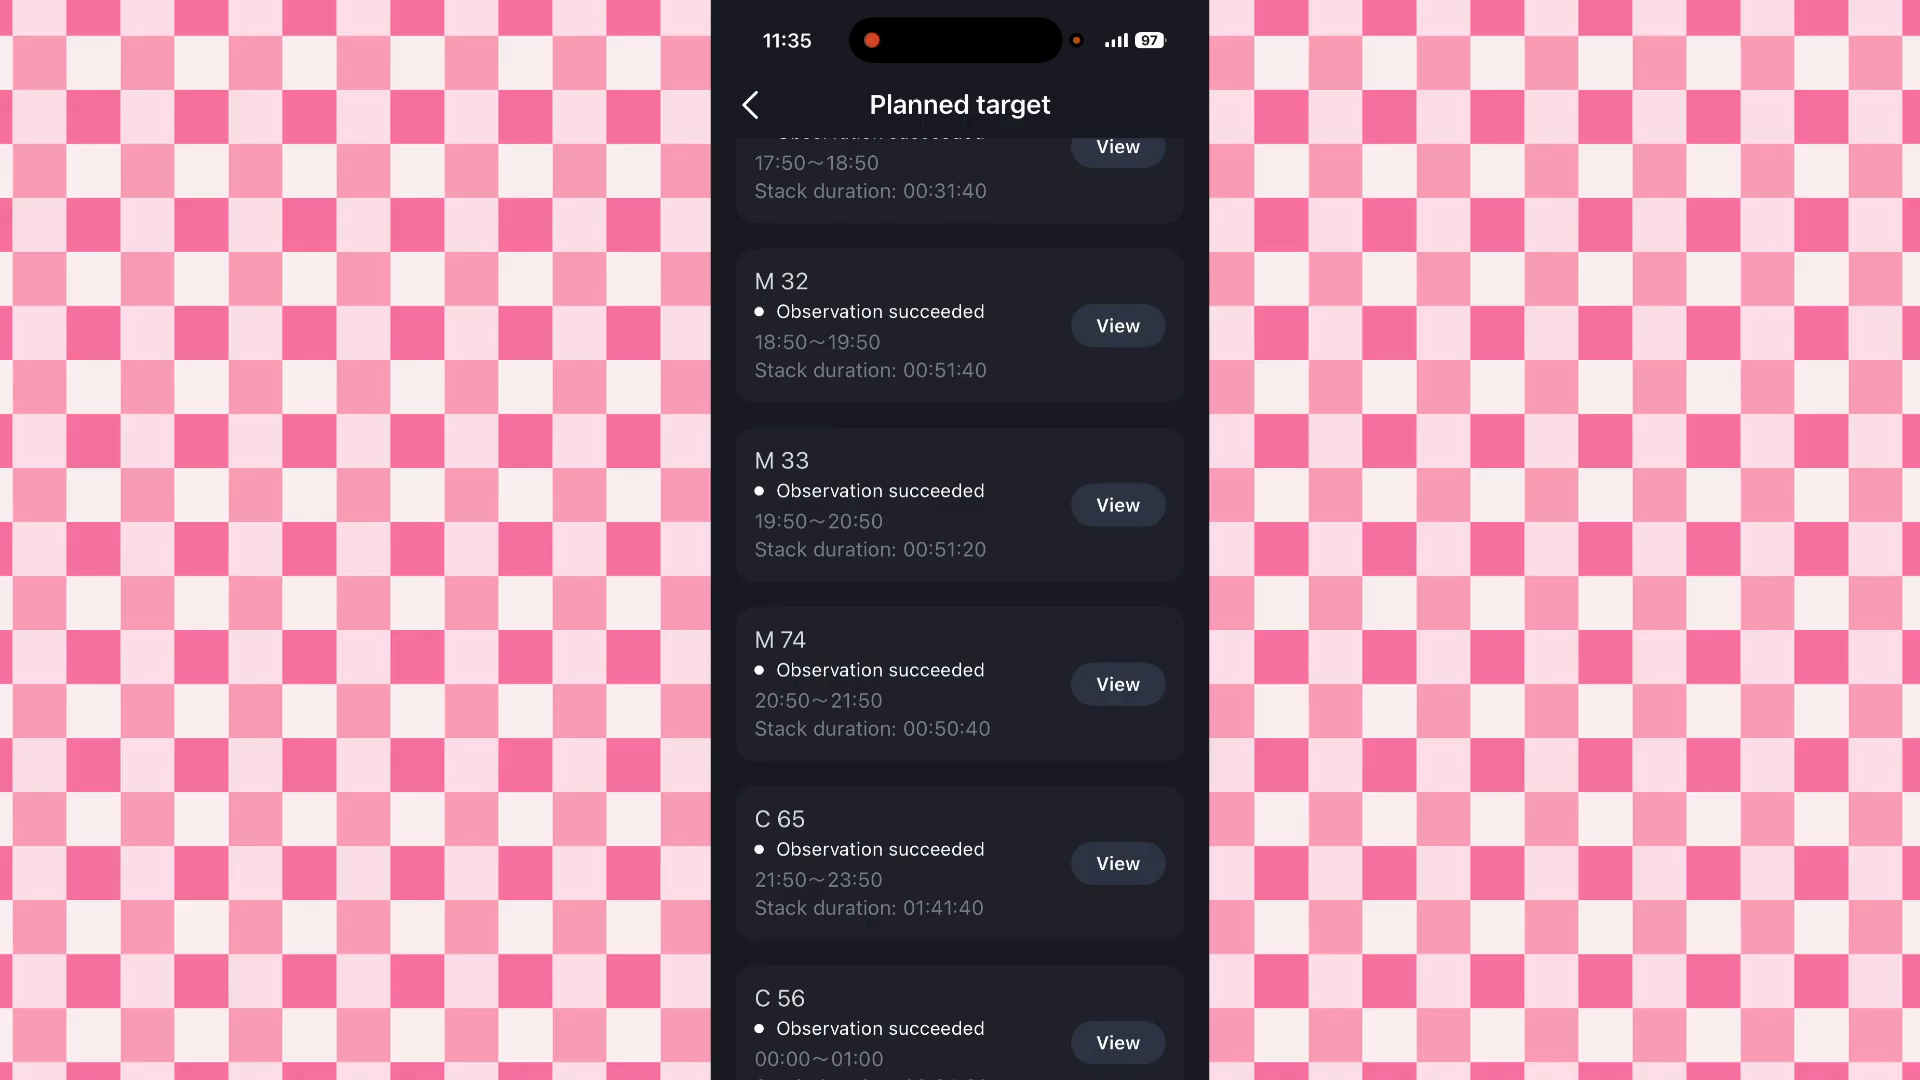 11:35
97
Planned target
Observation succeeded
View
17:50～18:50
Stack duration: 00:31:40
M 32
Observation succeeded
View
18:50～19:50
Stack duration: 00:51:40
M 33
Observation succeeded
View
19:50～20:50
Stack duration: 00:51:20
M 74
Observation succeeded
View
20:50～21:50
Stack duration: 00:50:40
C 65
Observation succeeded
View
21:50～23:50
Stack duration: 01:41:40
C 56
Observation succeeded
View
00:00～01:00